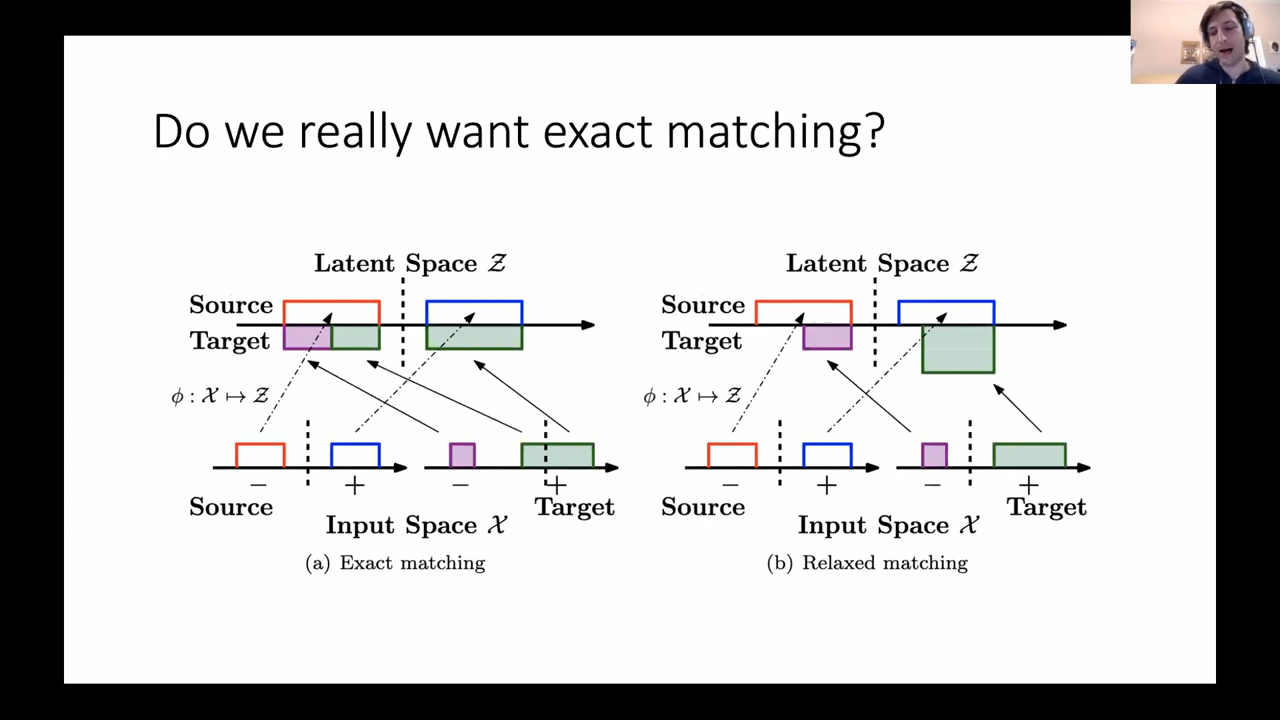 Do we really want exact matching?
Latent Space 𝒵
Source
Target
ϕ : 𝒳 ↦ 𝒵
− + − +
Source Target
Input Space 𝒳
(a) Exact matching
Latent Space 𝒵
Source
Target
ϕ : 𝒳 ↦ 𝒵
− + − +
Source Target
Input Space 𝒳
(b) Relaxed matching